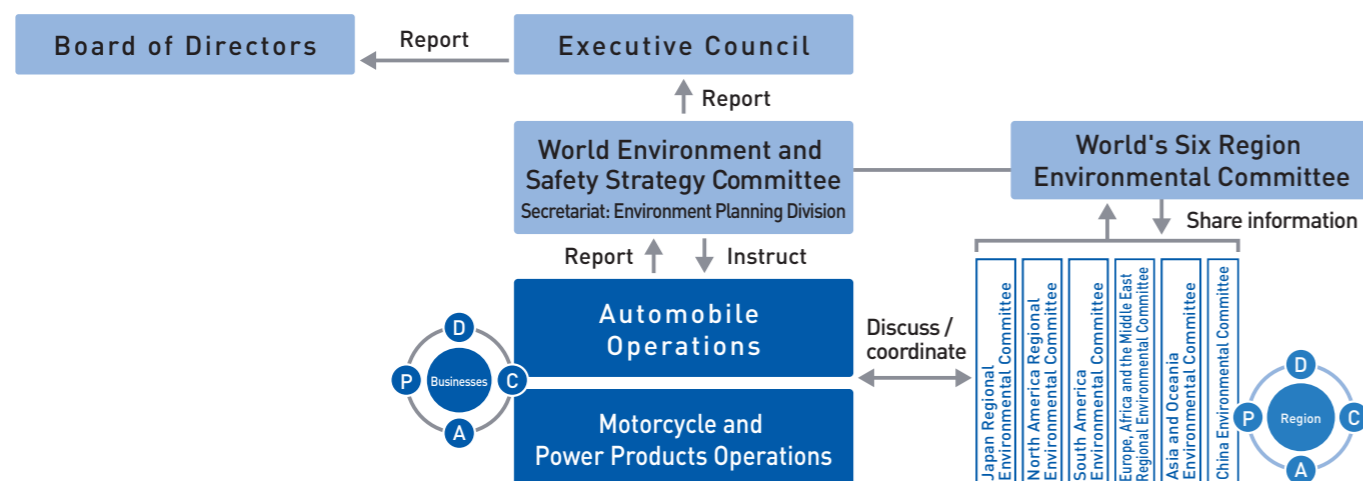 Board of Directors
Report
Executive Council
Report
World Environment and
Safety Strategy Committee
Secretariat: Environment Planning Division
World's Six Region
Environmental Committee
Share information
Report
Instruct
Automobile
Operations
Motorcycle and
Power Products Operations
D
P
Businesses
C
A
Discuss /
coordinate
Japan Regional
Environmental Committee
North America Regional
Environmental Committee
South America
Environmental Committee
Europe, Africa and the Middle East
Regional Environmental Committee
Asia and Oceania
Environmental Committee
China Environmental Committee
D
P
Region
C
A